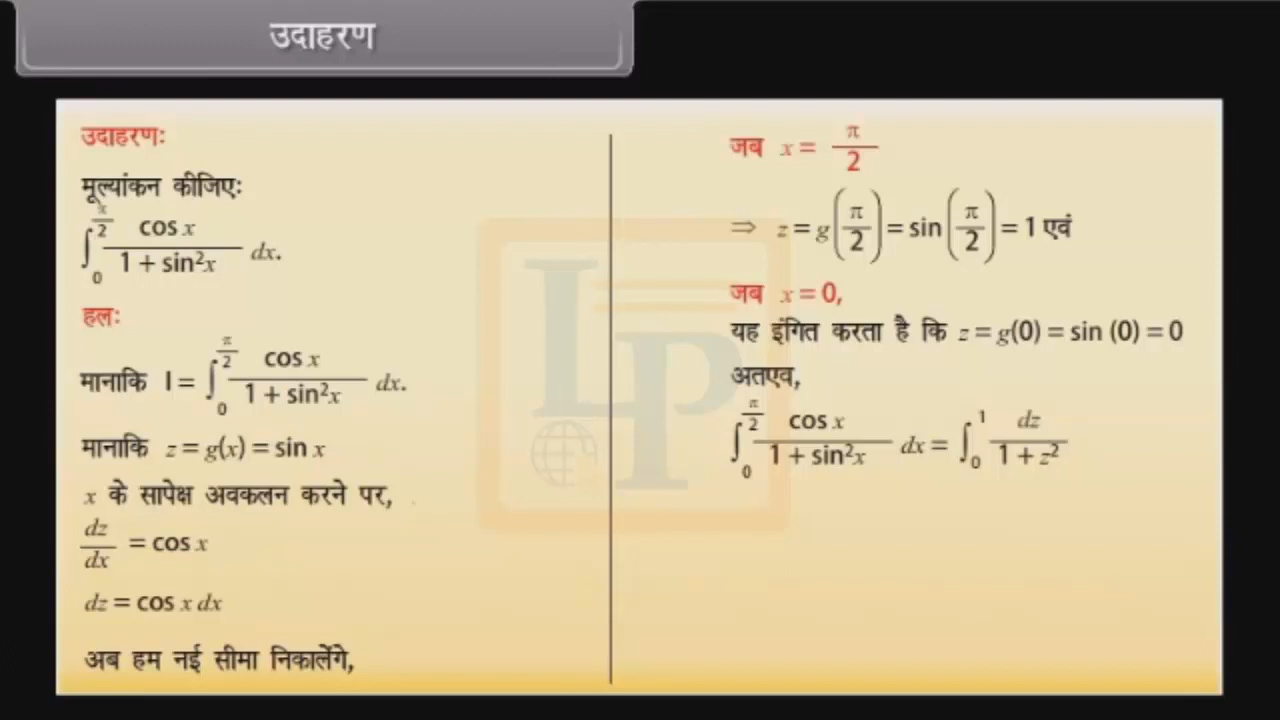 उदाहरण
उदाहरणः
मूल्यांकन कीजिएः
∫₀^(π/2) cos x / (1 + sin²x) dx.
हलः
मानाकि I = ∫₀^(π/2) cos x / (1 + sin²x) dx.
मानाकि z = g(x) = sin x
x के सापेक्ष अवकलन करने पर,
dz/dx = cos x
dz = cos x dx
अब हम नई सीमा निकालेंगे,
जब x = π/2
⇒ z = g(π/2) = sin (π/2) = 1 एवं
जब x = 0,
यह इंगित करता है कि z = g(0) = sin (0) = 0
अतएव,
∫₀^(π/2) cos x / (1 + sin²x) dx = ∫₀¹ dz / (1 + z²)
LP